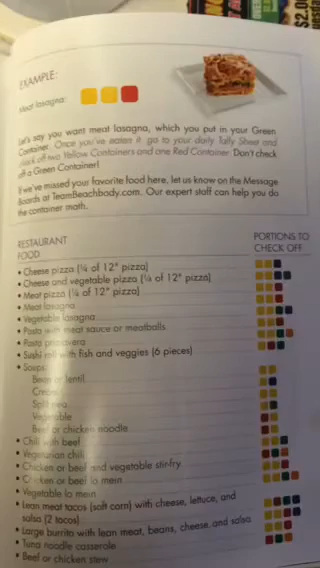 EXAMPLE:
Meat lasagna:
Let's say you want meat lasagna, which you put in your Green
Container. Once you've eaten it, go to your daily Tally Sheet and
check off two Yellow Containers and one Red Container. Don't check
off a Green Container!
If we've missed your favorite food here, let us know on the Message
Boards at TeamBeachbody.com. Our expert staff can help you do
the container math.
RESTAURANT
FOOD
PORTIONS TO
CHECK OFF
• Cheese pizza (¼ of 12" pizza)
• Cheese and vegetable pizza (¼ of 12" pizza)
• Meat pizza (¼ of 12" pizza)
• Meat lasagna
• Vegetable lasagna
• Pasta with meat sauce or meatballs
• Pasta primavera
• Sushi roll with fish and veggies (6 pieces)
• Soups:
Bean or lentil
Cream
Split pea
Vegetable
Beef or chicken noodle
• Chili with beef
• Vegetarian chili
• Chicken or beef and vegetable stir-fry
• Chicken or beef lo mein
• Vegetable lo mein
• Lean meat tacos (soft corn) with cheese, lettuce, and
salsa (2 tacos)
• Large burrito with lean meat, beans, cheese and salsa
• Tuna noodle casserole
• Beef or chicken stew
$2.00